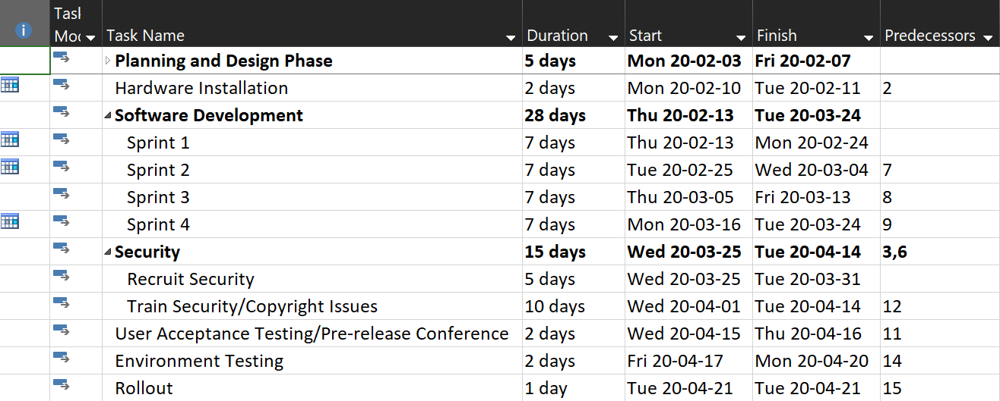 Task
Mod Task Name Duration Start Finish Predecessors
Planning and Design Phase 5 days Mon 20-02-03 Fri 20-02-07
Hardware Installation 2 days Mon 20-02-10 Tue 20-02-11 2
Software Development 28 days Thu 20-02-13 Tue 20-03-24
Sprint 1 7 days Thu 20-02-13 Mon 20-02-24
Sprint 2 7 days Tue 20-02-25 Wed 20-03-04 7
Sprint 3 7 days Thu 20-03-05 Fri 20-03-13 8
Sprint 4 7 days Mon 20-03-16 Tue 20-03-24 9
Security 15 days Wed 20-03-25 Tue 20-04-14 3,6
Recruit Security 5 days Wed 20-03-25 Tue 20-03-31
Train Security/Copyright Issues 10 days Wed 20-04-01 Tue 20-04-14 12
User Acceptance Testing/Pre-release Conference 2 days Wed 20-04-15 Thu 20-04-16 11
Environment Testing 2 days Fri 20-04-17 Mon 20-04-20 14
Rollout 1 day Tue 20-04-21 Tue 20-04-21 15